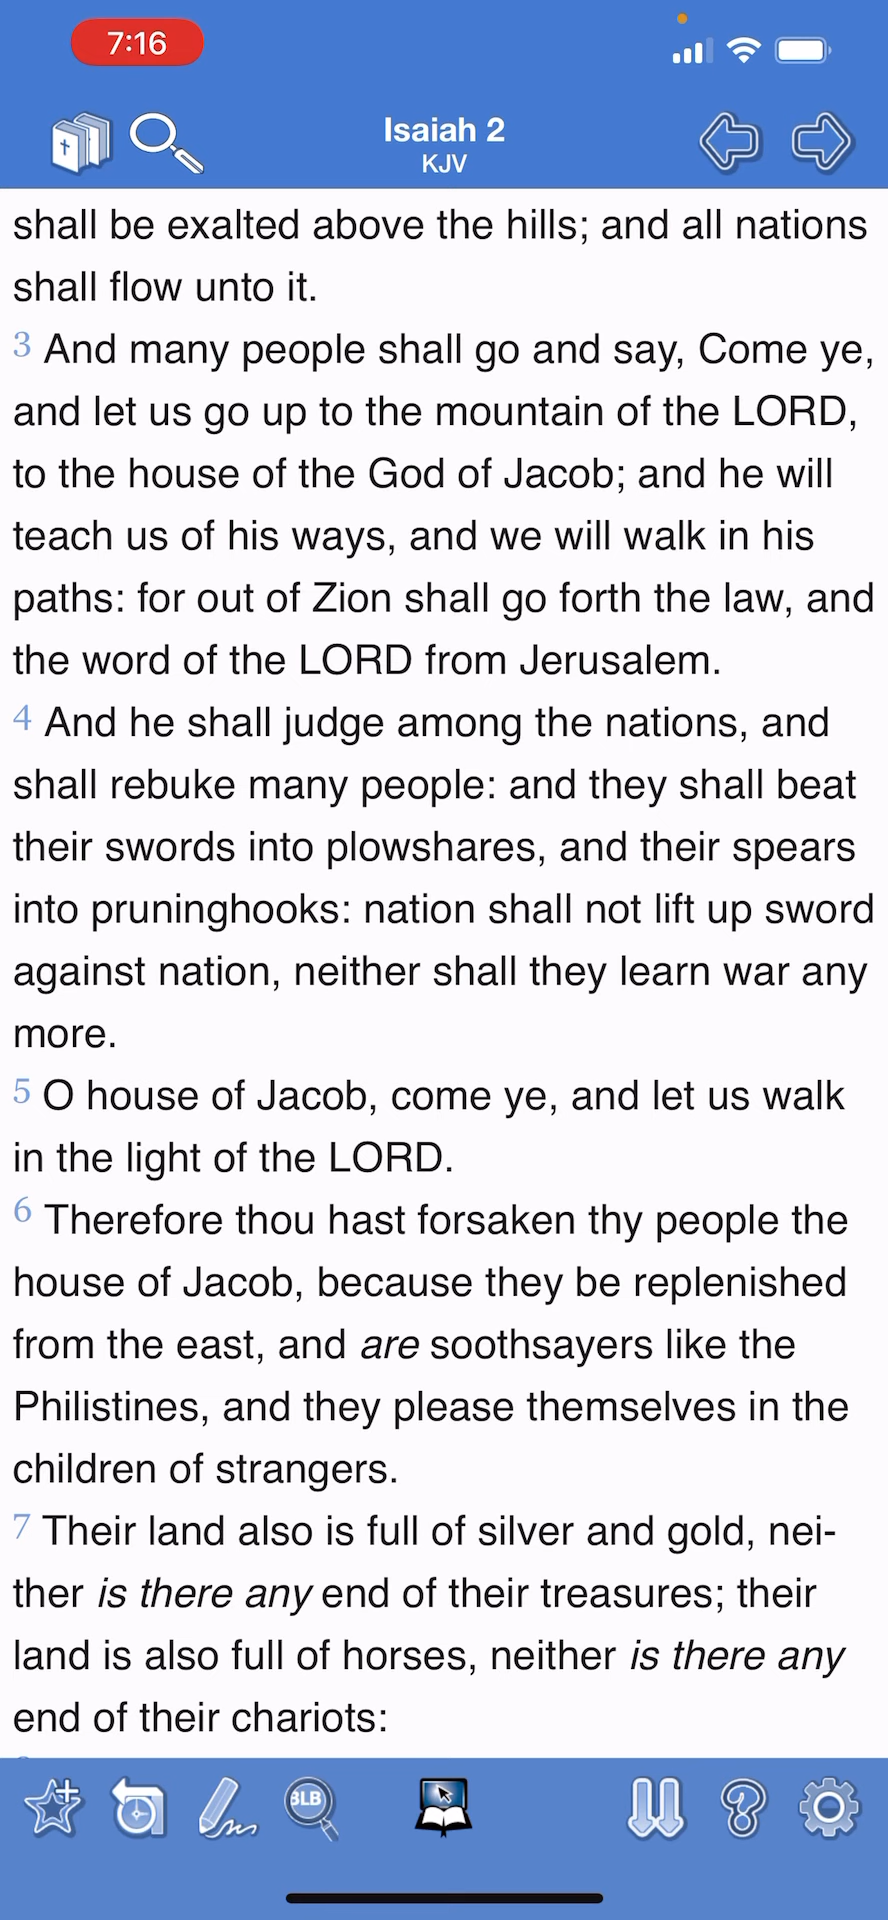 7:16
Isaiah 2
KJV
shall be exalted above the hills; and all nations
shall flow unto it.
3 And many people shall go and say, Come ye,
and let us go up to the mountain of the LORD,
to the house of the God of Jacob; and he will
teach us of his ways, and we will walk in his
paths: for out of Zion shall go forth the law, and
the word of the LORD from Jerusalem.
4 And he shall judge among the nations, and
shall rebuke many people: and they shall beat
their swords into plowshares, and their spears
into pruninghooks: nation shall not lift up sword
against nation, neither shall they learn war any
more.
5 O house of Jacob, come ye, and let us walk
in the light of the LORD.
6 Therefore thou hast forsaken thy people the
house of Jacob, because they be replenished
from the east, and are soothsayers like the
Philistines, and they please themselves in the
children of strangers.
7 Their land also is full of silver and gold, nei-
ther is there any end of their treasures; their
land is also full of horses, neither is there any
end of their chariots:
BLB